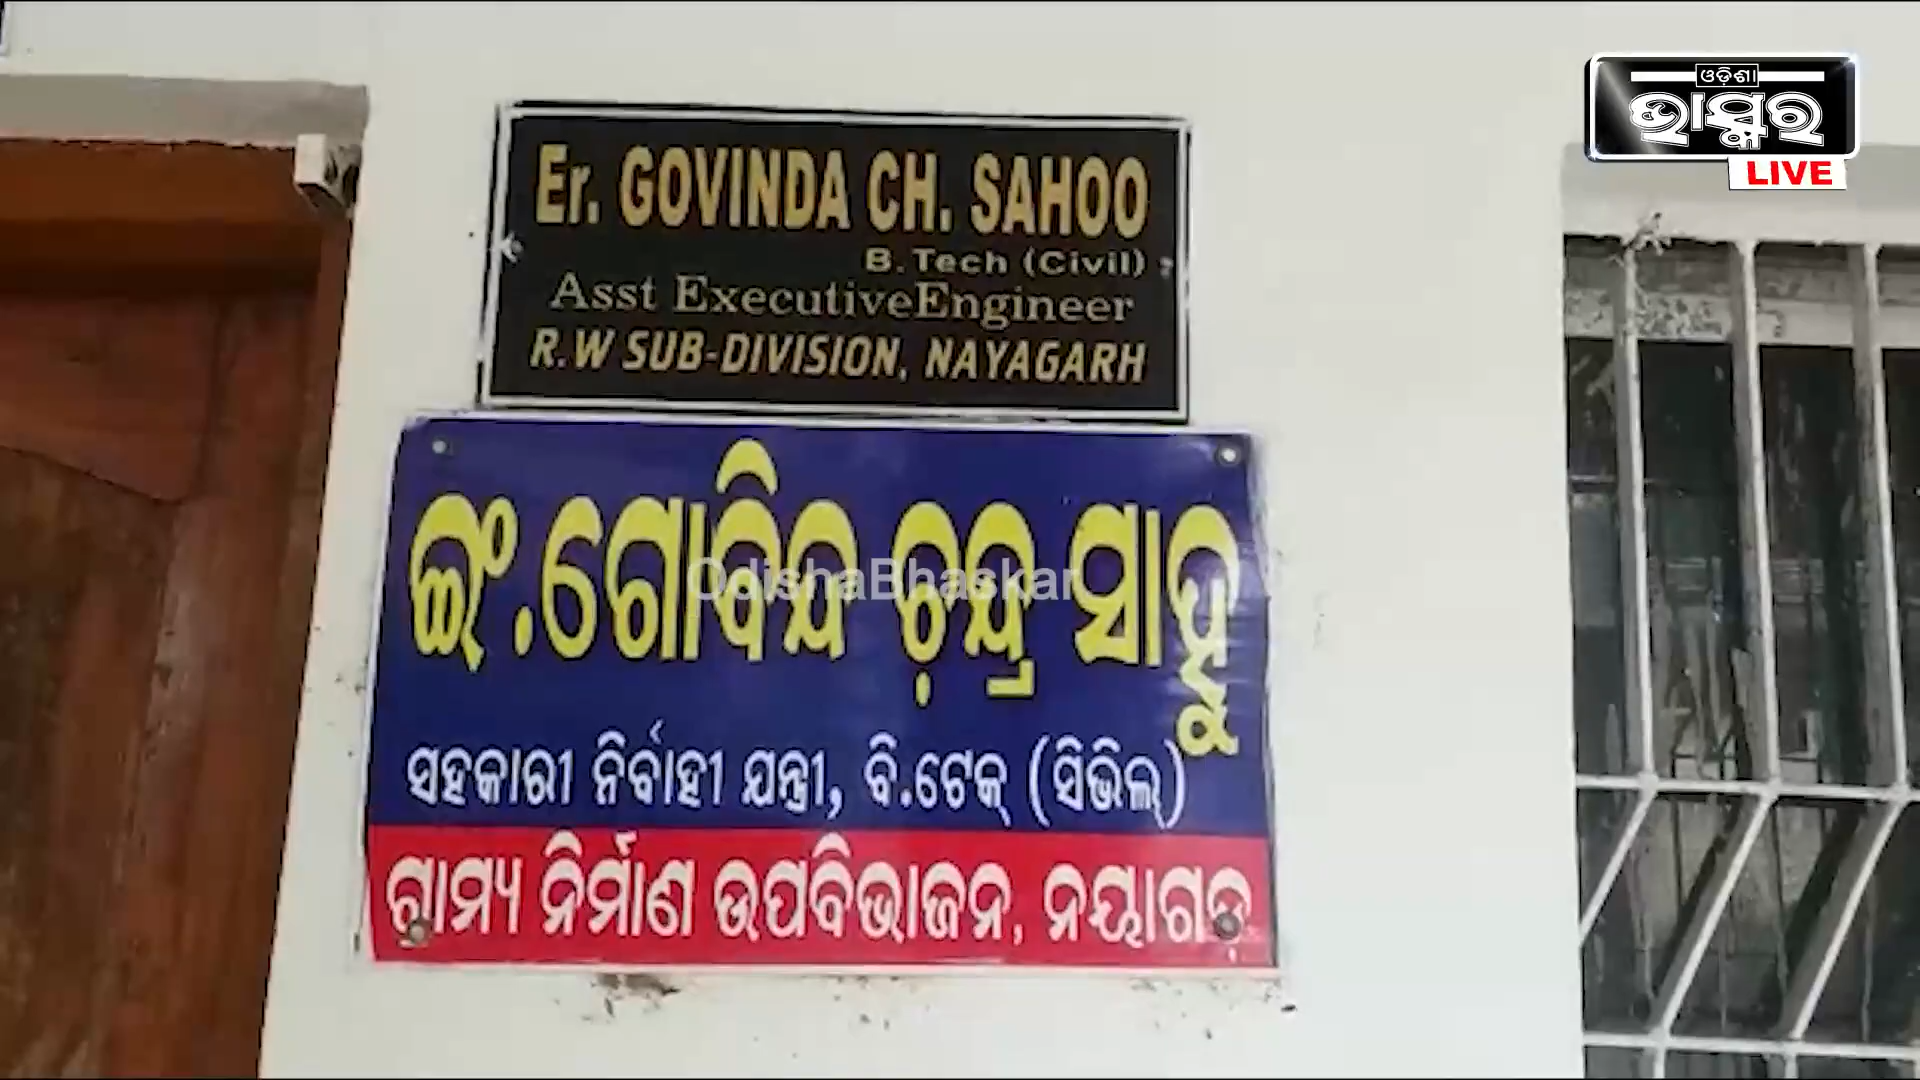 ଓଡ଼ିଶା
ଭାସ୍କର
LIVE
Er. GOVINDA CH. SAHOO
B. Tech (Civil)
Asst ExecutiveEngineer
R.W SUB-DIVISION, NAYAGARH
ଇଂ.ଗୋବିନ୍ଦ ଚ଼ନ୍ଦ୍ର ସାହୁ
OdishaBhaskar
ସହକାରୀ ନିର୍ବାହୀ ଯନ୍ତ୍ରୀ, ବି.ଟେକ୍ (ସିଭିଲ୍)
ଗ୍ରାମ୍ୟ ନିର୍ମାଣ ଉପବିଭାଜନ, ନୟାଗଡ଼